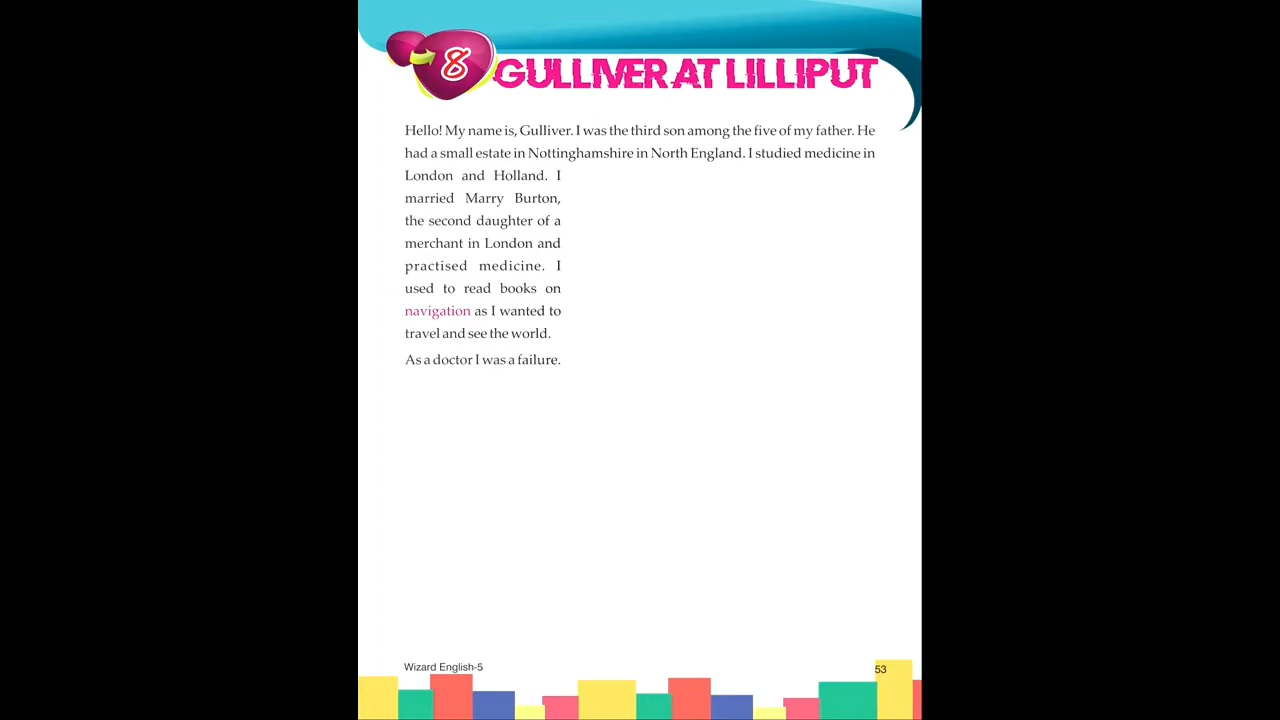 8
GULLIVER AT LILLIPUT
Hello! My name is, Gulliver. I was the third son among the five of my father. He
had a small estate in Nottinghamshire in North England. I studied medicine in
London and Holland. I
married Marry Burton,
the second daughter of a
merchant in London and
practised medicine. I
used to read books on
navigation as I wanted to
travel and see the world.
As a doctor I was a failure.
Wizard English-5
53